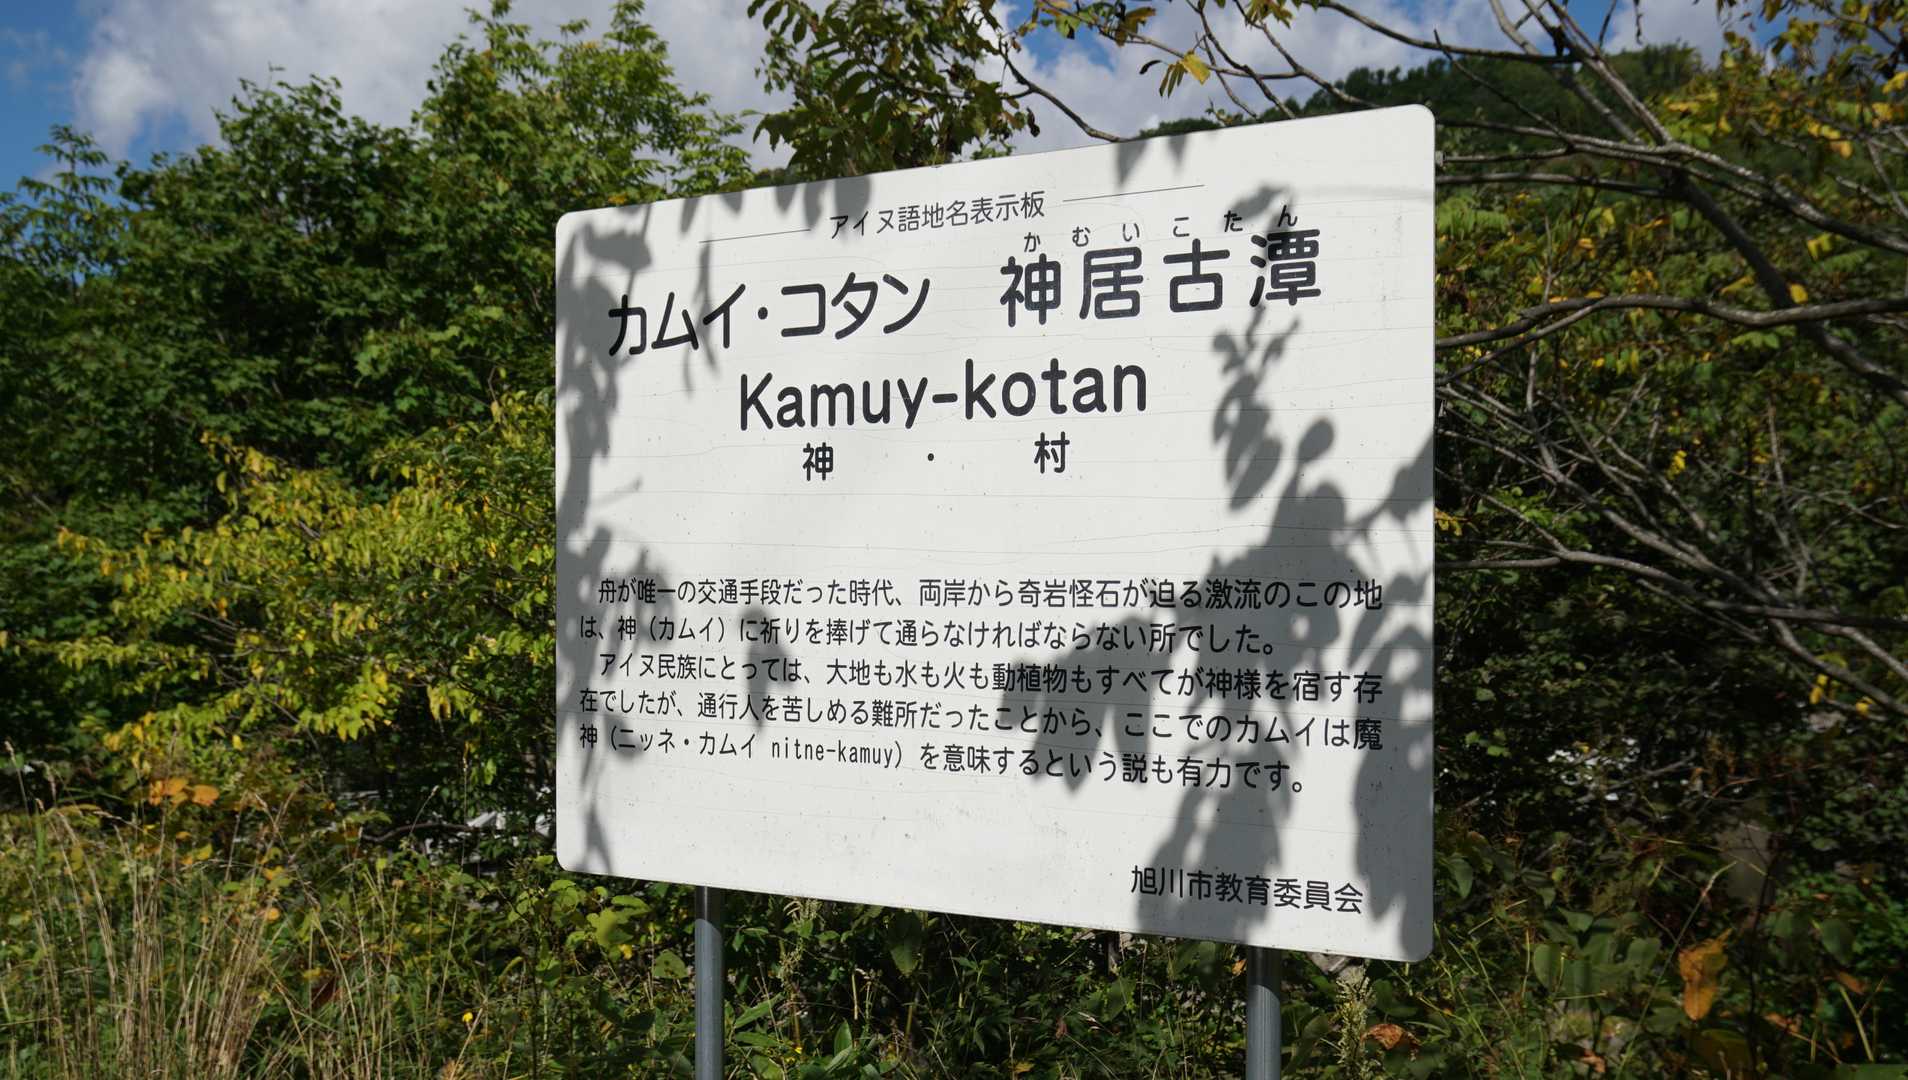 アイヌ語地名表示板
かむいこたん
カムイ・コタン 神居古潭
Kamuy-kotan
神・村
舟が唯一の交通手段だった時代、両岸から奇岩怪石が迫る激流のこの地
は、神（カムイ）に祈りを捧げて通らなければならない所でした。
アイヌ民族にとっては、大地も水も火も動植物もすべてが神様を宿す存
在でしたが、通行人を苦しめる難所だったことから、ここでのカムイは魔
神（ニッネ・カムイ nitne-kamuy）を意味するという説も有力です。
旭川市教育委員会